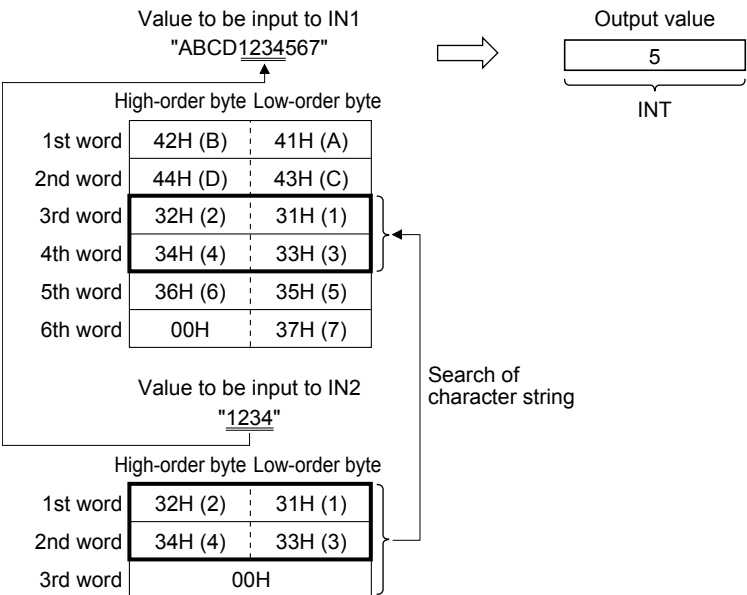 Value to be input to IN1
"ABCD1234567"
Output value
5
INT
High-order byte Low-order byte
1st word 42H (B) 41H (A)
2nd word 44H (D) 43H (C)
3rd word 32H (2) 31H (1)
4th word 34H (4) 33H (3)
5th word 36H (6) 35H (5)
6th word 00H 37H (7)
Search of
character string
Value to be input to IN2
"1234"
High-order byte Low-order byte
1st word 32H (2) 31H (1)
2nd word 34H (4) 33H (3)
3rd word 00H